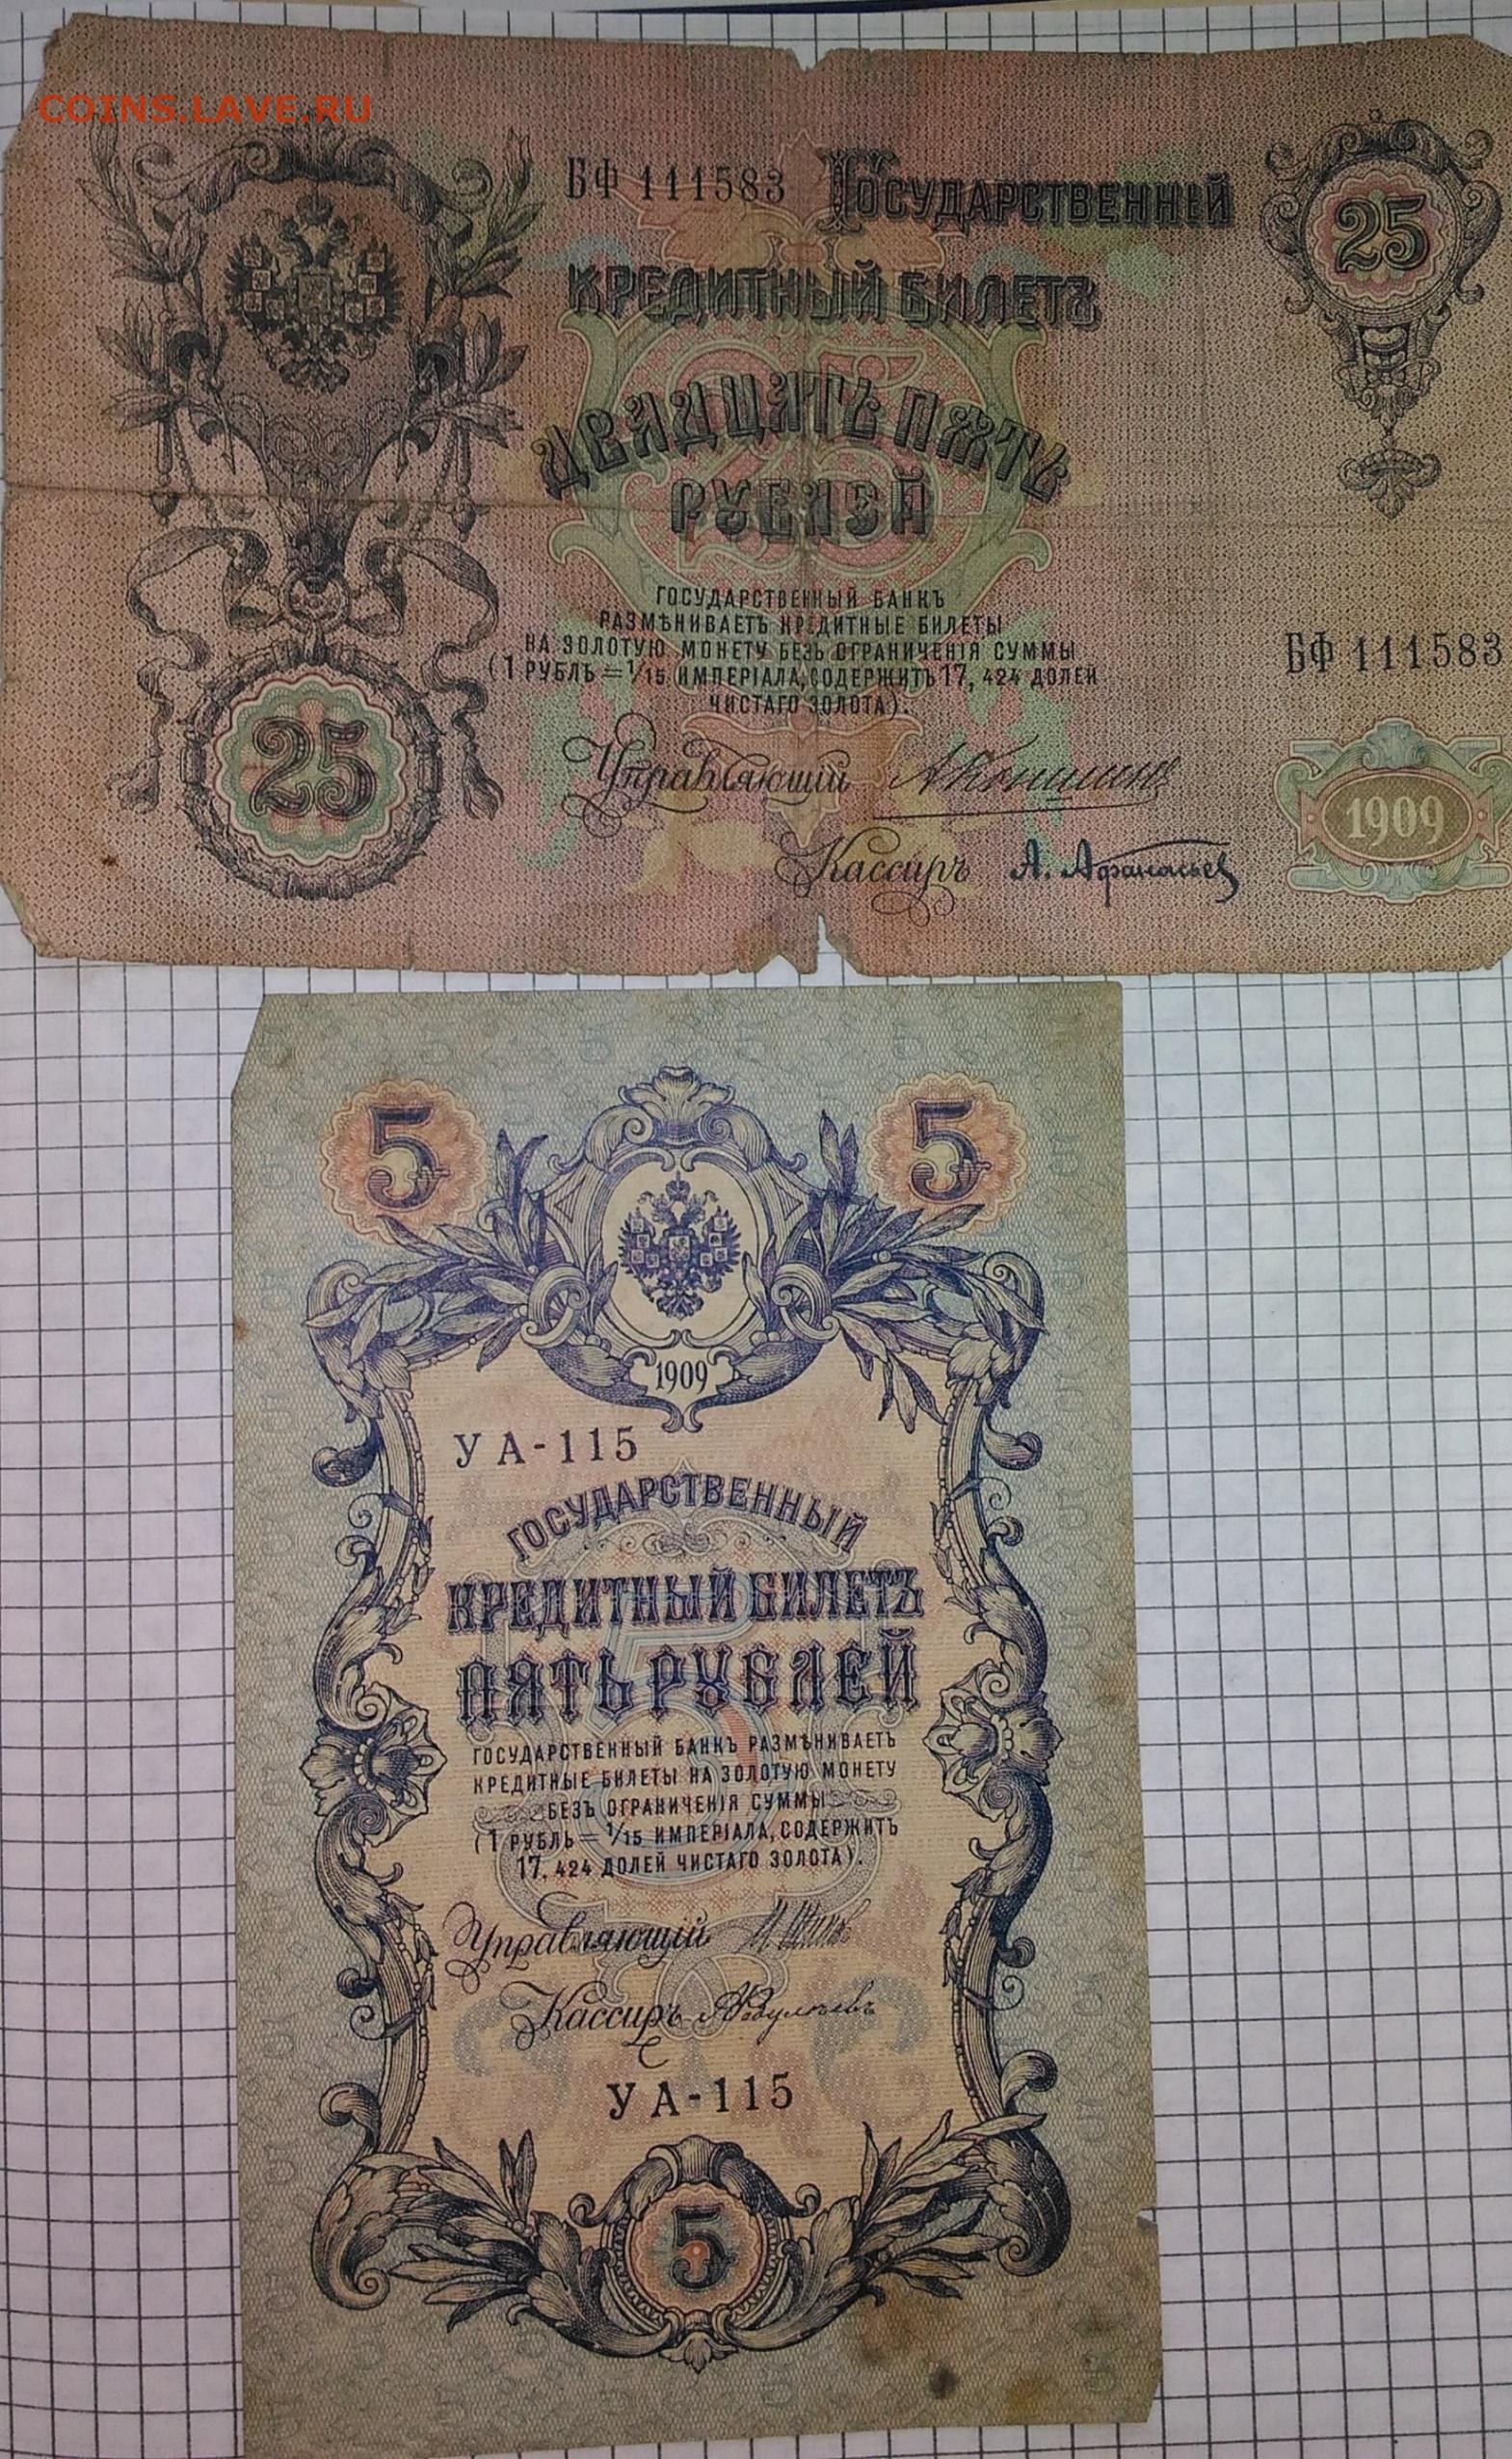 COINS.LAVE.RU
БФ 111583 ГОСУДАРСТВЕННЫЙ
25
КРЕДИТНЫЙ БИЛЕТЪ
ДВАДЦАТЬ ПЯТЬ
РУБЛЕЙ
ГОСУДАРСТВЕННЫЙ БАНКЪ
РАЗМѢНИВАЕТЪ КРЕДИТНЫЕ БИЛЕТЫ
НА ЗОЛОТУЮ МОНЕТУ БЕЗЪ ОГРАНИЧЕНІЯ СУММЫ
(1 РУБЛЬ = 1/15 ИМПЕРІАЛА, СОДЕРЖИТЪ 17, 424 ДОЛЕЙ
ЧИСТАГО ЗОЛОТА).
БФ 111583
25
Управляющій А Коншинъ
1909
Кассиръ А. Афанасьев
5 5
1909
УА-115
ГОСУДАРСТВЕННЫЙ
КРЕДИТНЫЙ БИЛЕТЪ
ПЯТЬ РУБЛЕЙ
ГОСУДАРСТВЕННЫЙ БАНКЪ РАЗМѢНИВАЕТЪ
КРЕДИТНЫЕ БИЛЕТЫ НА ЗОЛОТУЮ МОНЕТУ
БЕЗЪ ОГРАНИЧЕНІЯ СУММЫ
(1 РУБЛЬ = 1/15 ИМПЕРІАЛА, СОДЕРЖИТЪ
17, 424 ДОЛЕЙ ЧИСТАГО ЗОЛОТА).
Управляющій
Кассиръ
УА-115
5